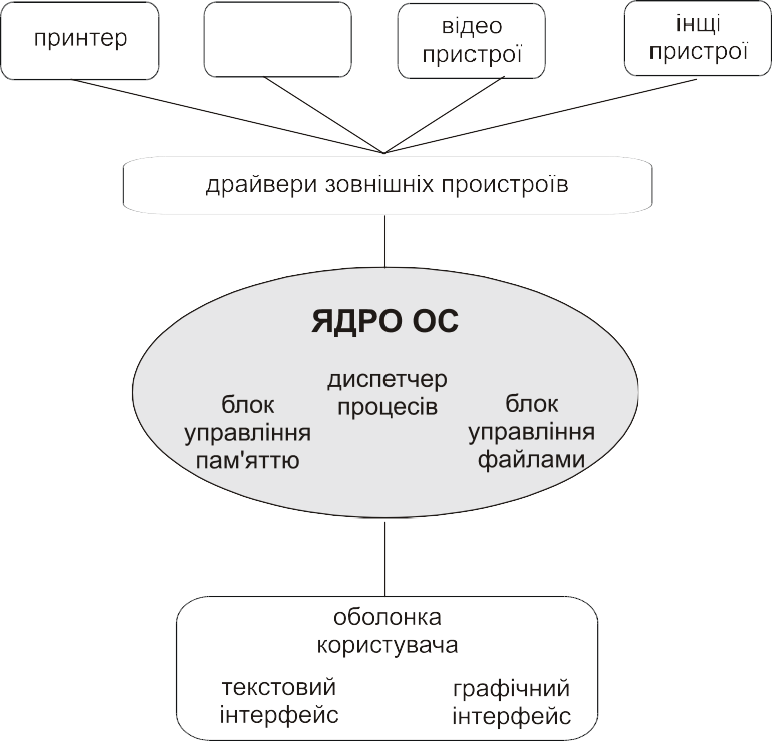 принтер
відео
пристрої
інщі
пристрої
драйвери зовнішніх проистроїв
ЯДРО ОС
диспетчер
процесів
блок
управління
пам'яттю
блок
управління
файлами
оболонка
користувача
текстовий
інтерфейс
графічний
інтерфейс